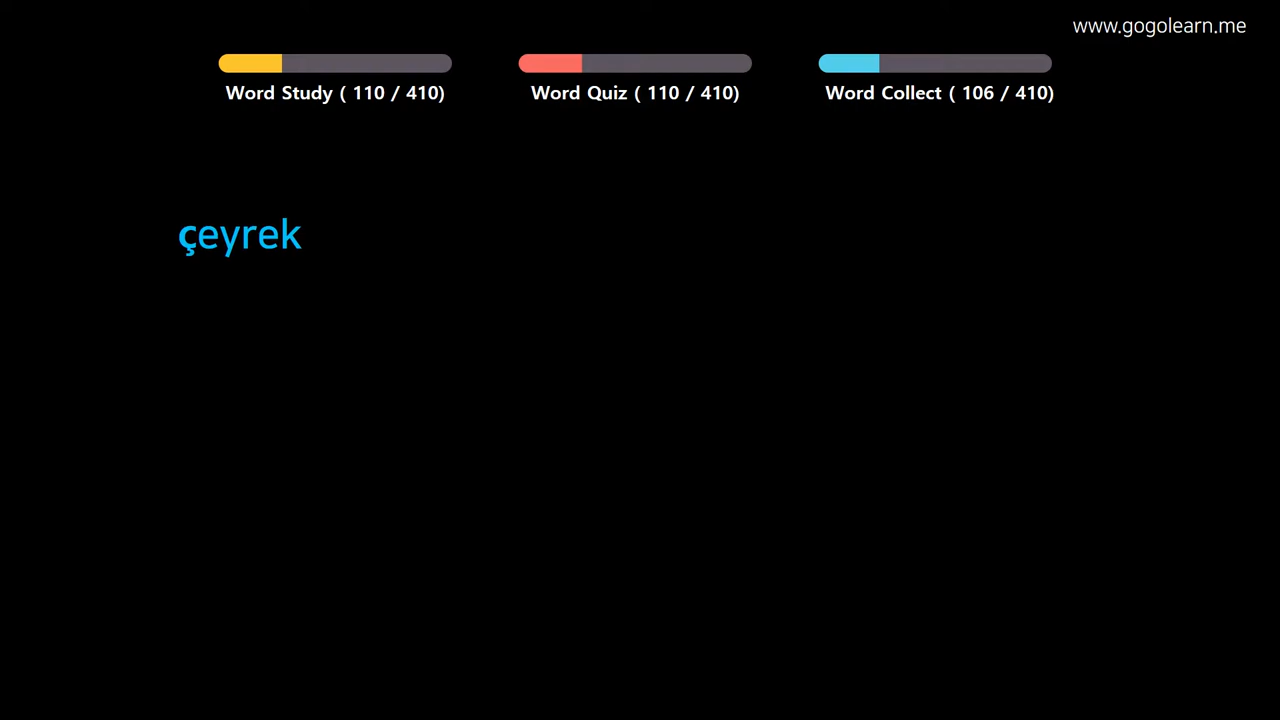 www.gogolearn.me
Word Study ( 110 / 410)
Word Quiz ( 110 / 410)
Word Collect ( 106 / 410)
çeyrek